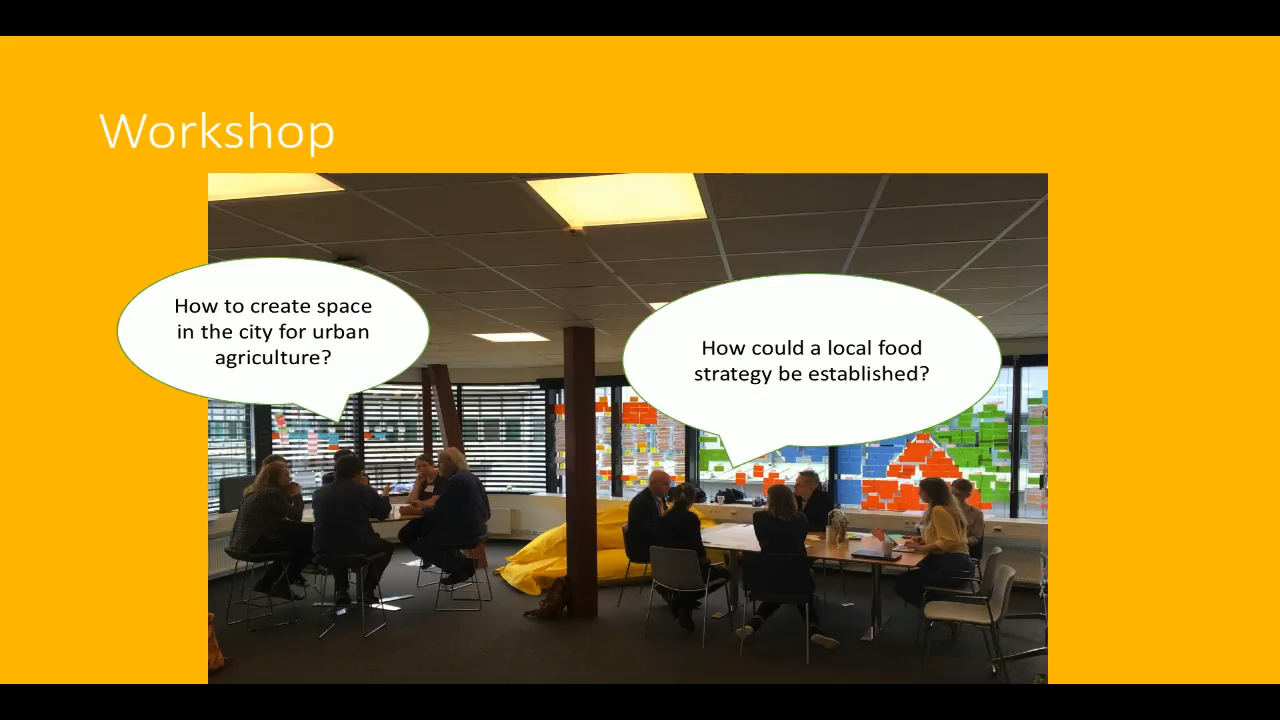 Workshop
How to create space
in the city for urban
agriculture?
How could a local food
strategy be established?